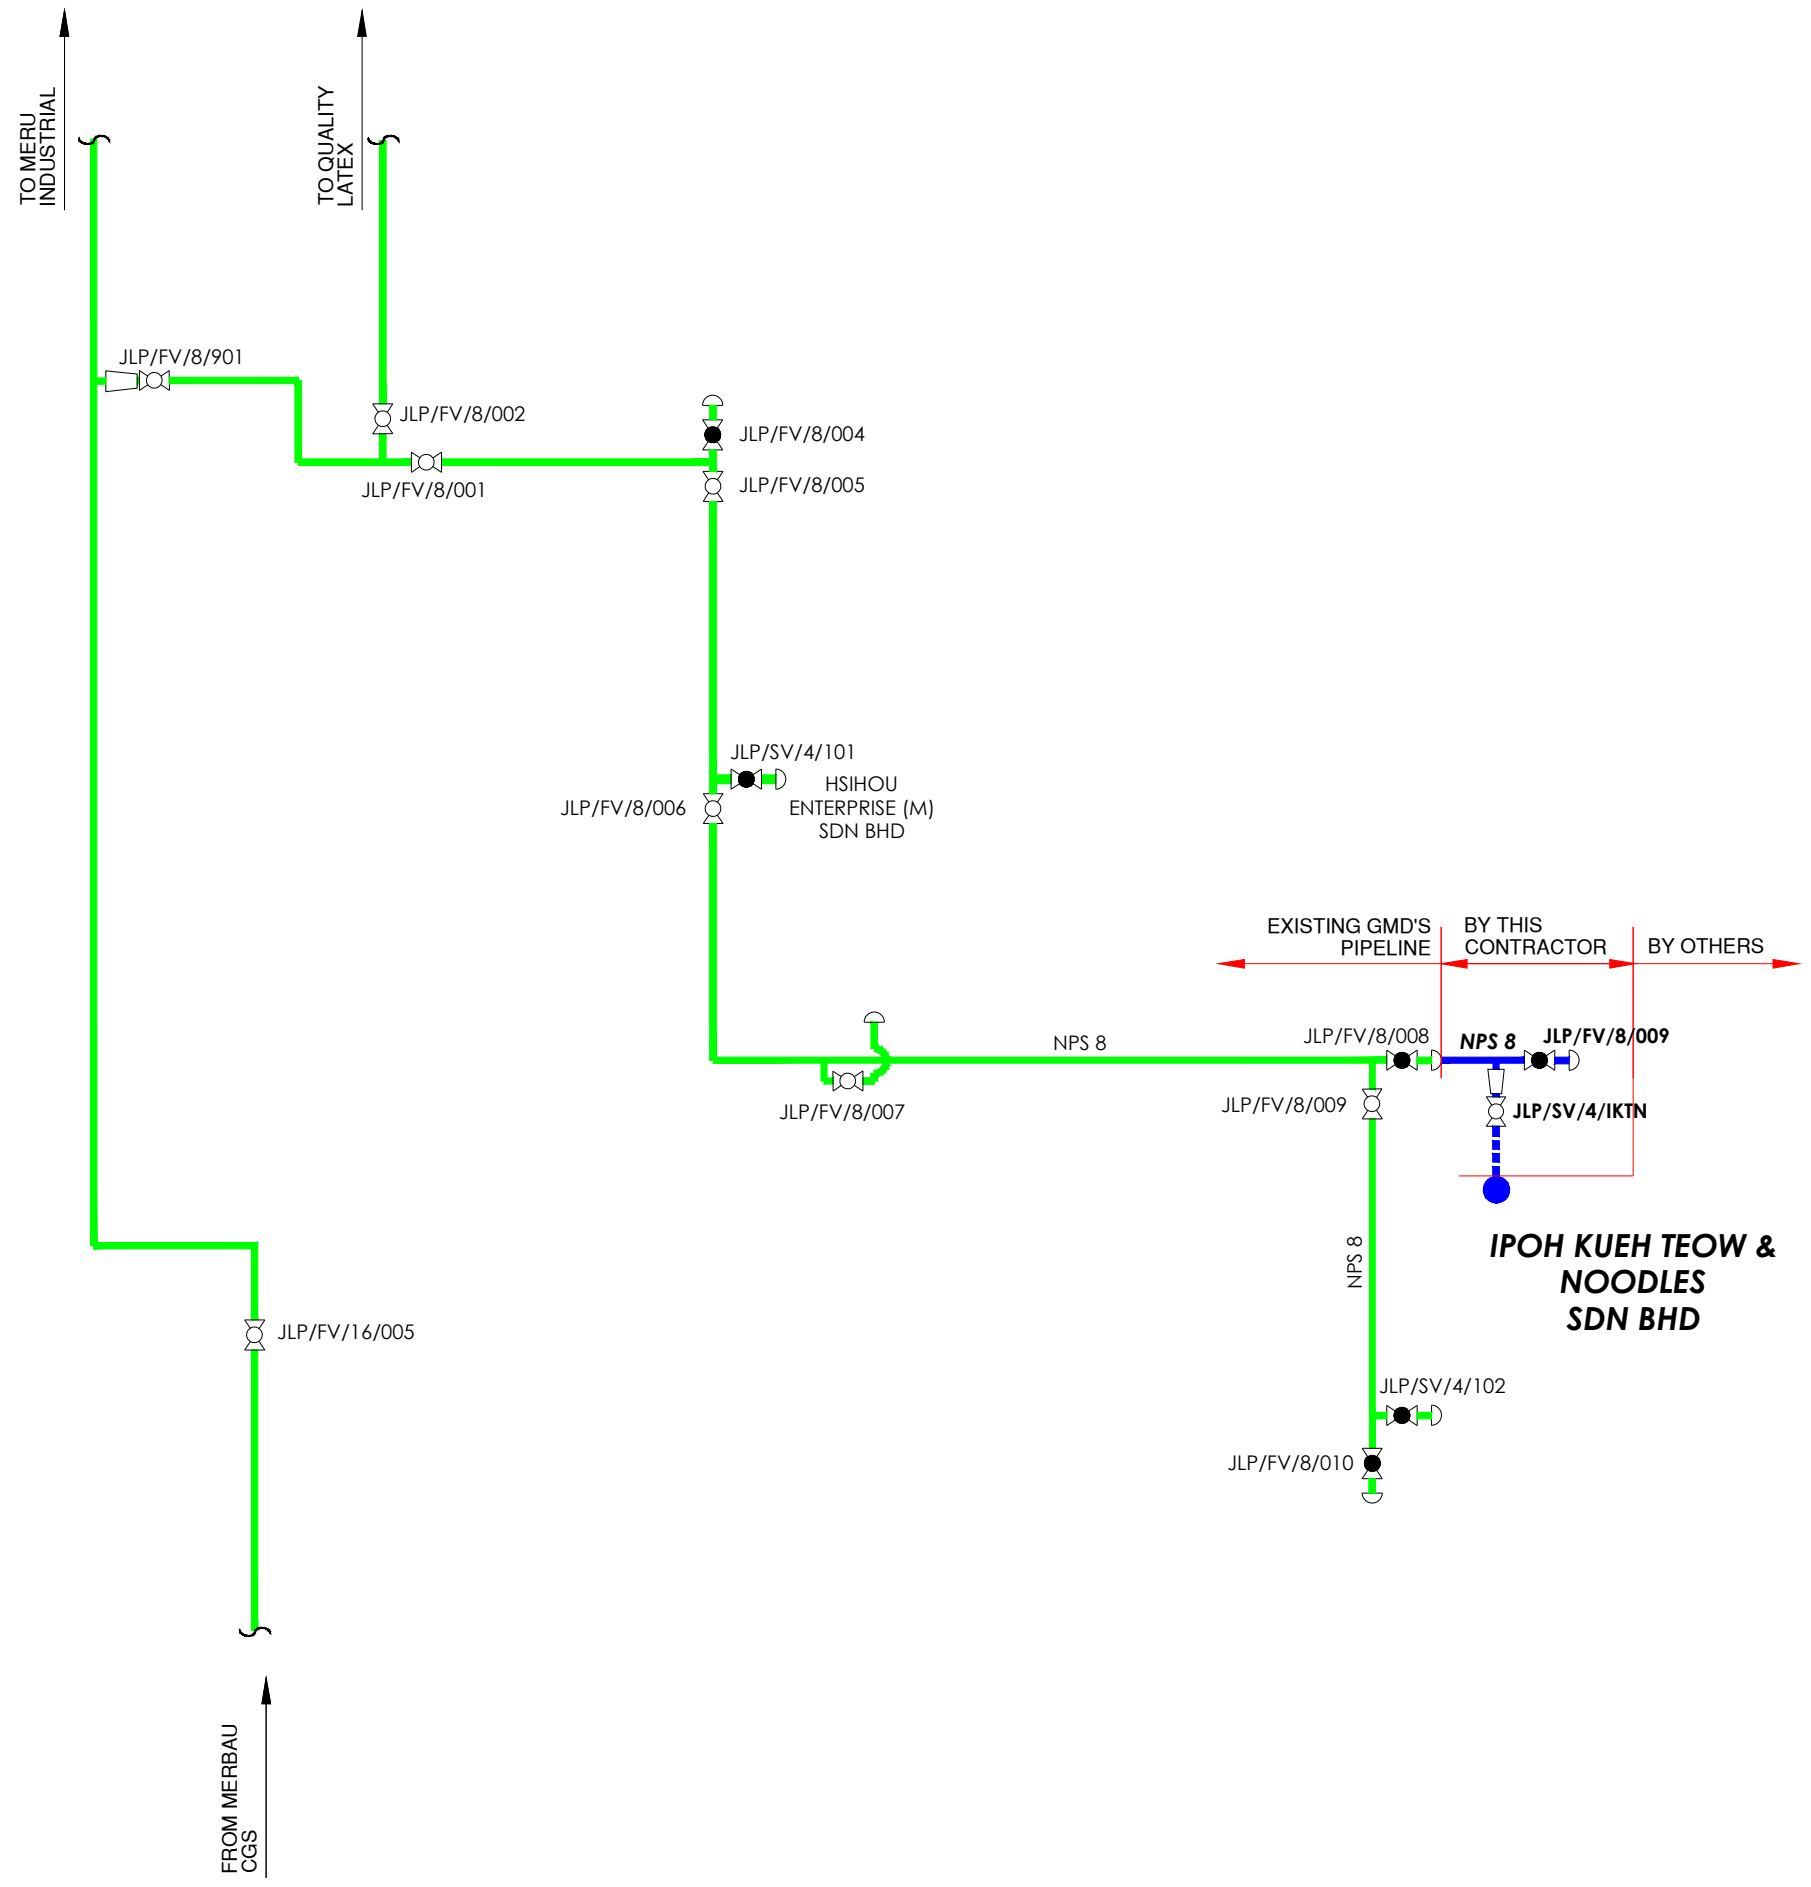 TO MERU
INDUSTRIAL
TO QUALITY
LATEX
JLP/FV/8/901
JLP/FV/8/002
JLP/FV/8/004
JLP/FV/8/001
JLP/FV/8/005
JLP/SV/4/101
HSIHOU
ENTERPRISE (M)
SDN BHD
JLP/FV/8/006
EXISTING GMD'S
PIPELINE
BY THIS
CONTRACTOR
BY OTHERS
NPS 8
JLP/FV/8/008
NPS 8
JLP/FV/8/009
JLP/FV/8/007
JLP/FV/8/009
JLP/SV/4/IKTN
NPS 8
IPOH KUEH TEOW &
NOODLES
SDN BHD
JLP/FV/16/005
JLP/SV/4/102
JLP/FV/8/010
FROM MERBAU
CGS